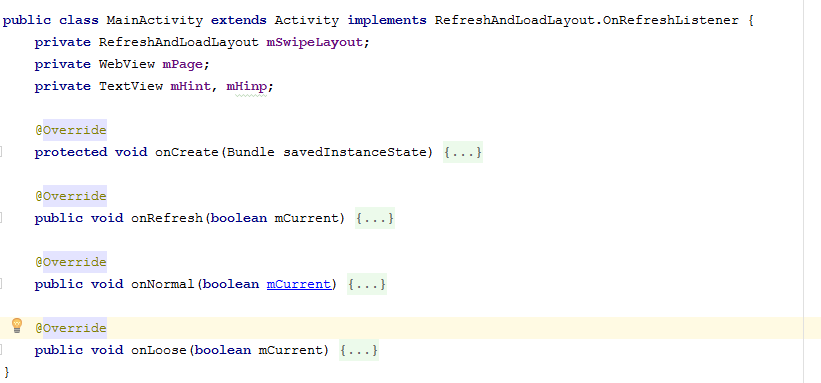 public class MainActivity extends Activity implements RefreshAndLoadLayout.OnRefreshListener {
private RefreshAndLoadLayout mSwipeLayout;
private WebView mPage;
private TextView mHint, mHinp;
@Override
protected void onCreate(Bundle savedInstanceState) {...}
@Override
public void onRefresh(boolean mCurrent) {...}
@Override
public void onNormal(boolean mCurrent) {...}
@Override
public void onLoose(boolean mCurrent) {...}
}